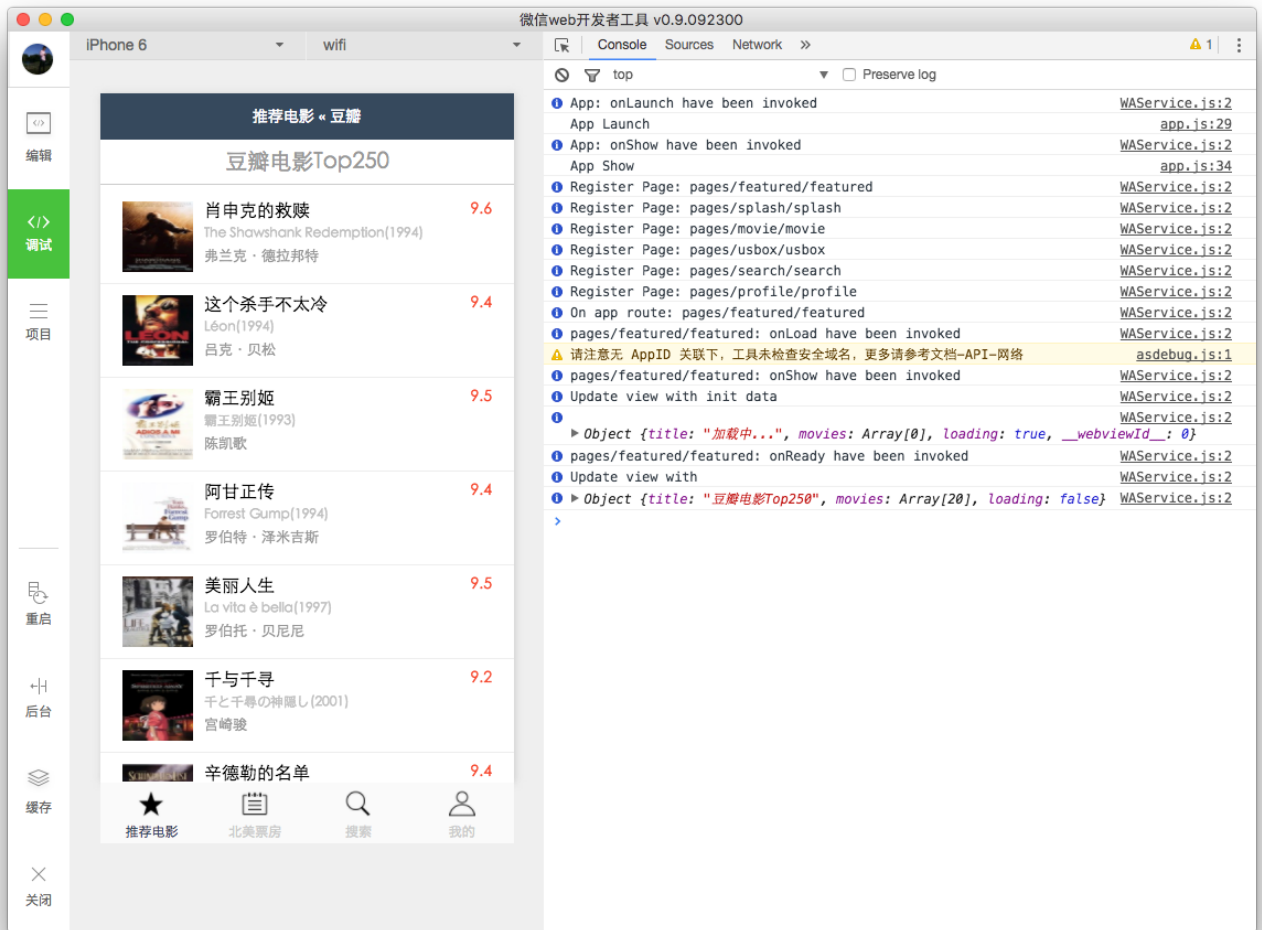 微信web开发者工具 v0.9.092300
iPhone 6
wifi
Console Sources Network »
1
top
Preserve log
编辑
调试
项目
重启
后台
缓存
关闭
推荐电影 « 豆瓣
豆瓣电影Top250
肖申克的救赎 9.6
The Shawshank Redemption(1994)
弗兰克·德拉邦特
这个杀手不太冷 9.4
Léon(1994)
吕克·贝松
LEON
THE PROFESSIONAL
霸王别姬 9.5
霸王别姬(1993)
陈凯歌
ADIOS A MI
阿甘正传 9.4
Forrest Gump(1994)
罗伯特·泽米吉斯
Forrest
Gump
美丽人生 9.5
La vita è bella(1997)
罗伯托·贝尼尼
LIFE
千与千寻 9.2
千と千尋の神隠し(2001)
宫崎骏
辛德勒的名单 9.4
推荐电影
北美票房
搜索
我的
App: onLaunch have been invoked WAService.js:2
App Launch app.js:29
App: onShow have been invoked WAService.js:2
App Show app.js:34
Register Page: pages/featured/featured WAService.js:2
Register Page: pages/splash/splash WAService.js:2
Register Page: pages/movie/movie WAService.js:2
Register Page: pages/usbox/usbox WAService.js:2
Register Page: pages/search/search WAService.js:2
Register Page: pages/profile/profile WAService.js:2
On app route: pages/featured/featured WAService.js:2
pages/featured/featured: onLoad have been invoked WAService.js:2
请注意无 AppID 关联下，工具未检查安全域名，更多请参考文档-API-网络 asdebug.js:1
pages/featured/featured: onShow have been invoked WAService.js:2
Update view with init data WAService.js:2
WAService.js:2
Object {title: "加载中...", movies: Array[0], loading: true, __webviewId__: 0}
pages/featured/featured: onReady have been invoked WAService.js:2
Update view with WAService.js:2
Object {title: "豆瓣电影Top250", movies: Array[20], loading: false} WAService.js:2